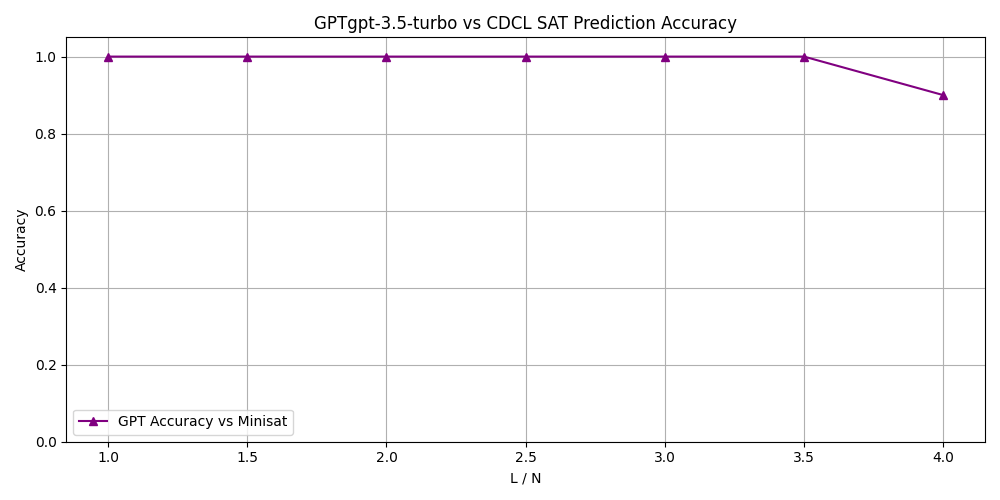 GPTgpt-3.5-turbo vs CDCL SAT Prediction Accuracy
1.0
0.8
0.6
0.4
0.2
0.0
Accuracy
GPT Accuracy vs Minisat
1.0 1.5 2.0 2.5 3.0 3.5 4.0
L / N